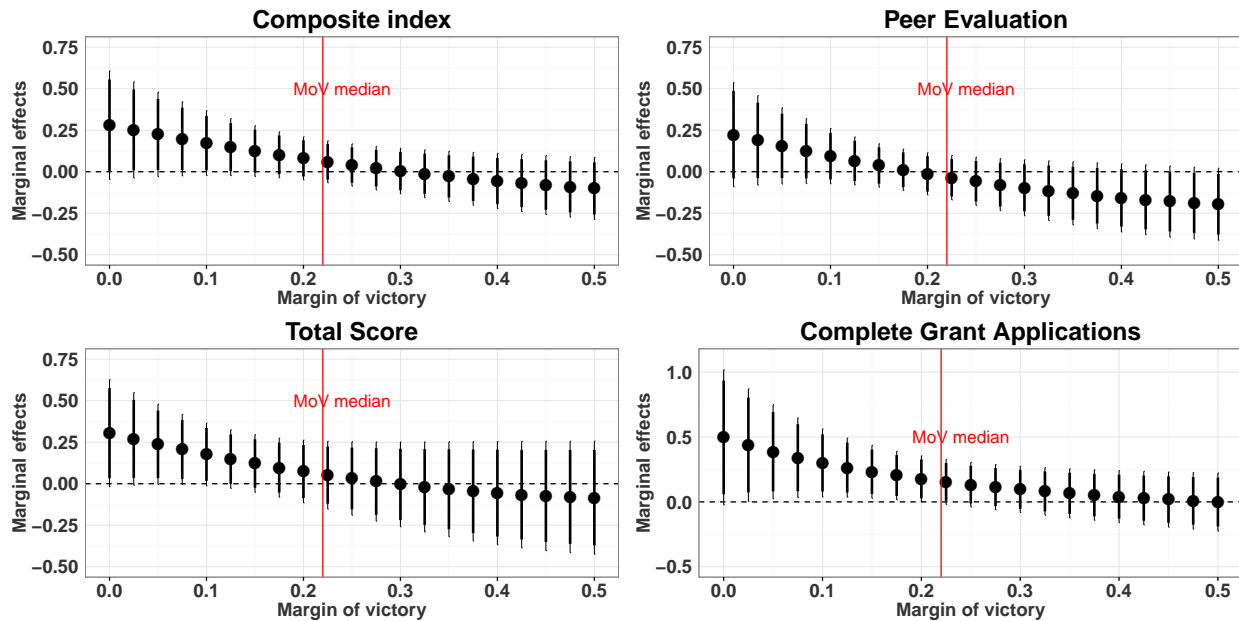 Composite index
Marginal effects
0.75
0.50
0.25
0.00
−0.25
−0.50
MoV median
0.0 0.1 0.2 0.3 0.4 0.5
Margin of victory
Peer Evaluation
Marginal effects
0.75
0.50
0.25
0.00
−0.25
−0.50
MoV median
0.0 0.1 0.2 0.3 0.4 0.5
Margin of victory
Total Score
Marginal effects
0.75
0.50
0.25
0.00
−0.25
−0.50
MoV median
0.0 0.1 0.2 0.3 0.4 0.5
Margin of victory
Complete Grant Applications
Marginal effects
1.0
0.5
0.0
−0.5
MoV median
0.0 0.1 0.2 0.3 0.4 0.5
Margin of victory